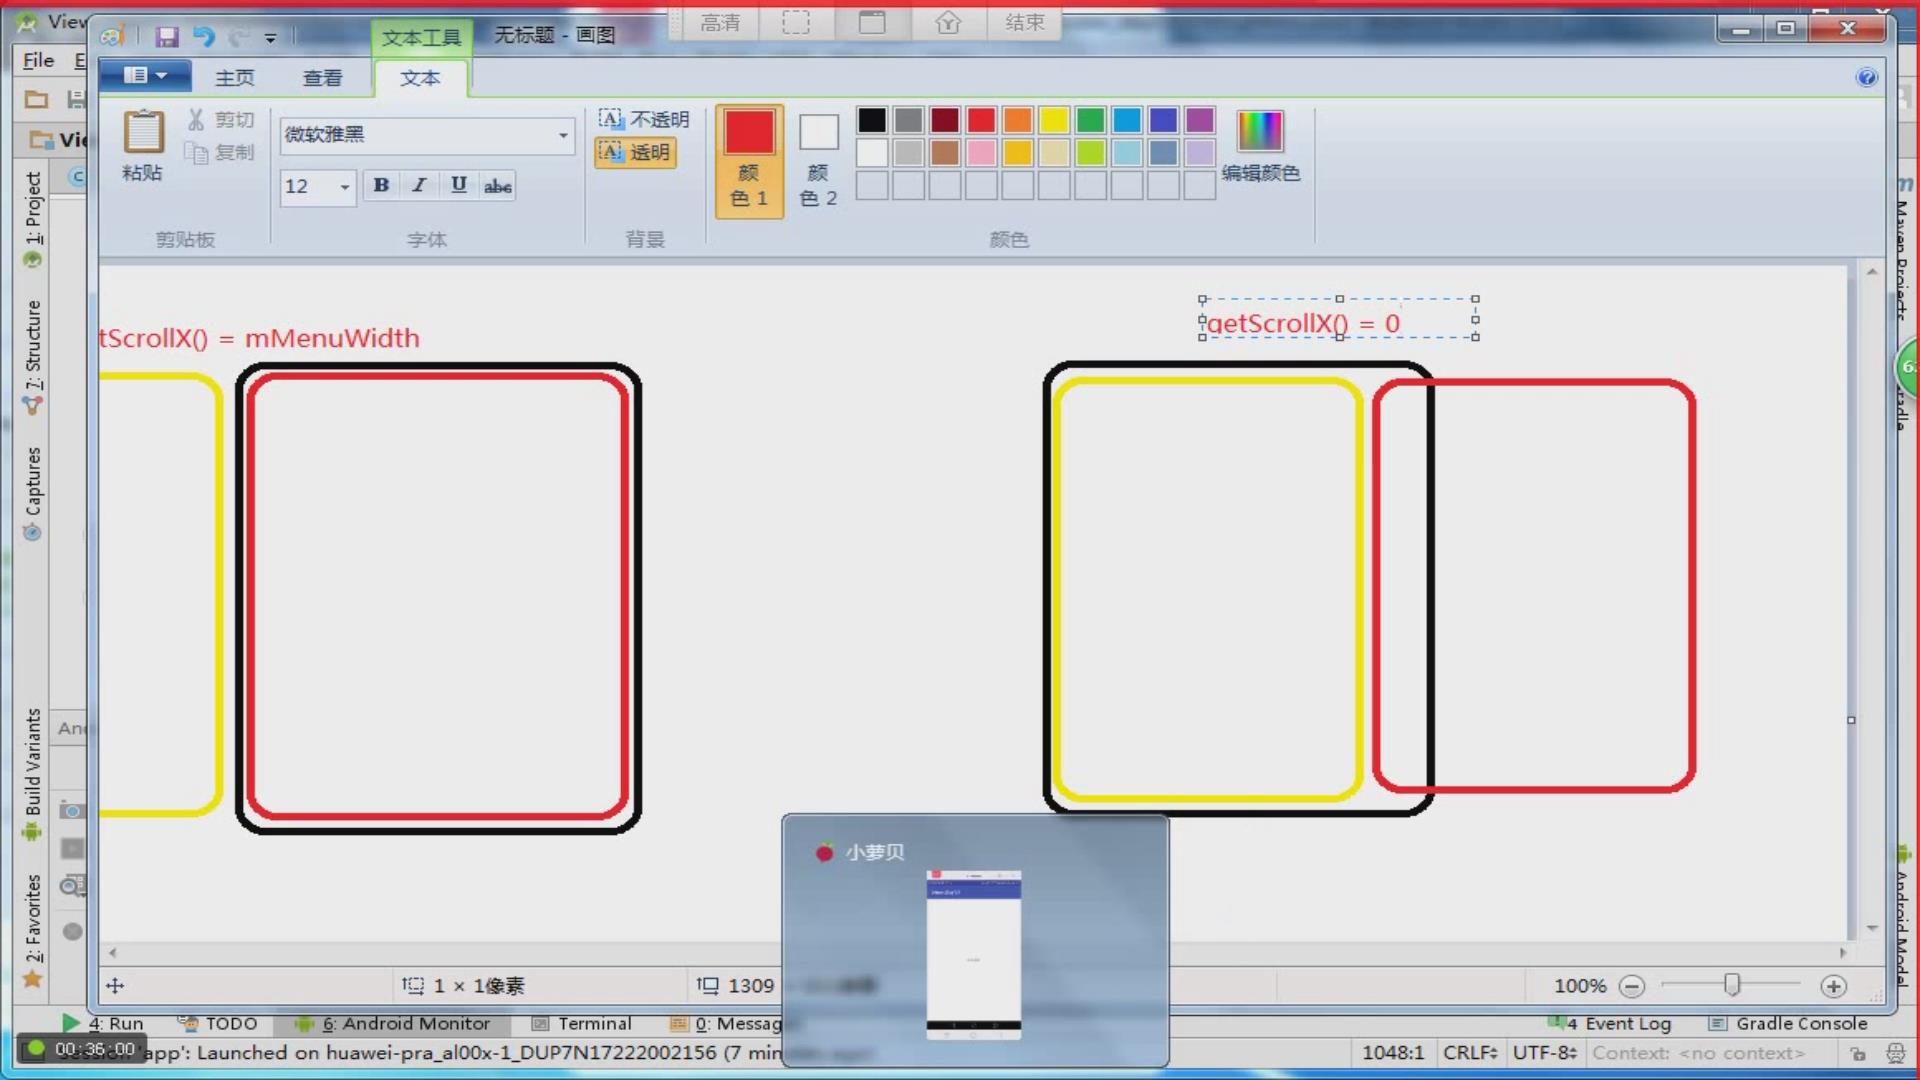 View
文本工具
无标题 - 画图
高清
结束
File
E
主页
查看
文本
粘贴
剪切
复制
剪贴板
微软雅黑
12
B I U abc
字体
不透明
透明
背景
颜色 1
颜色 2
编辑颜色
颜色
1: Project
7: Structure
Captures
Build Variants
2: Favorites
Maven Projects
Android Model
tScrollX() = mMenuWidth
getScrollX() = 0
小萝贝
1 × 1像素
1309
100%
4: Run
TODO
6: Android Monitor
Terminal
0: Messag
4 Event Log
Gradle Console
00:36:00
'app': Launched on huawei-pra_al00x-1_DUP7N17222002156 (7 min
1048:1
CRLF
UTF-8
Context: <no context>